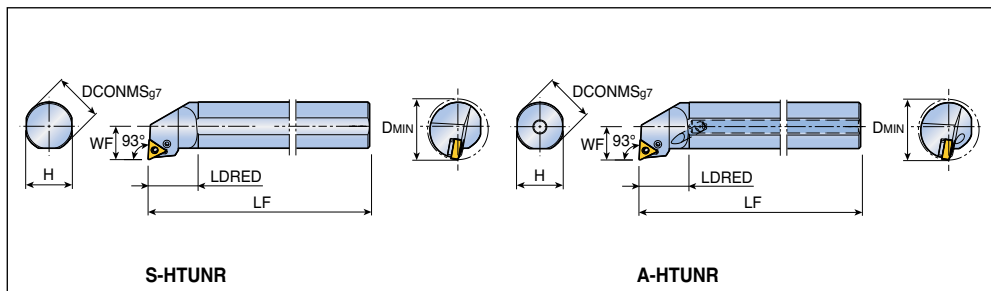 DCONMSg7
WF
93°
H
LDRED
LF
DMIN
S-HTUNR
DCONMSg7
WF
93°
H
LDRED
LF
DMIN
A-HTUNR